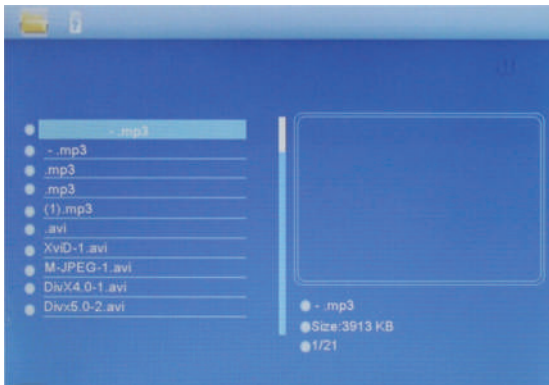 - .mp3
- .mp3
.mp3
.mp3
(1).mp3
.avi
XviD-1.avi
M-JPEG-1.avi
DivX4.0-1.avi
Divx5.0-2.avi
- .mp3
Size:3913 KB
1/21